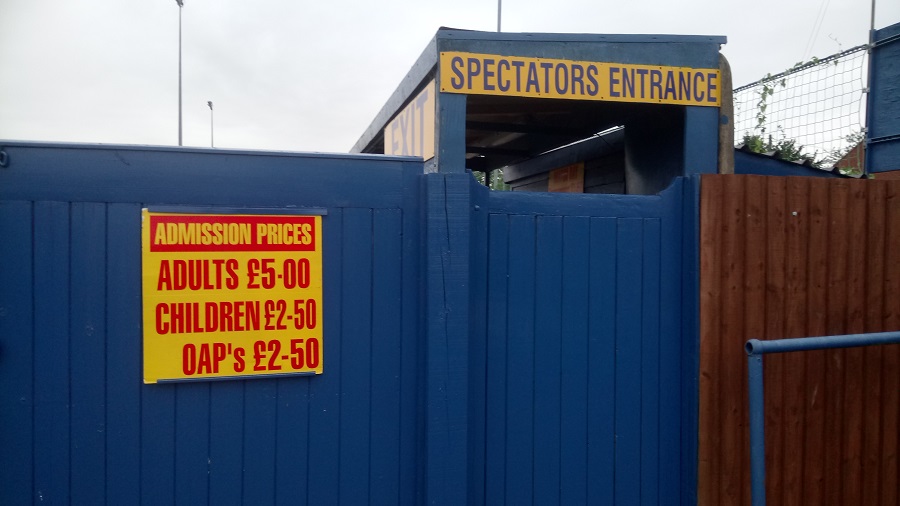 SPECTATORS ENTRANCE
EXIT
ADMISSION PRICES
ADULTS £5-00
CHILDREN £2-50
OAP's £2-50